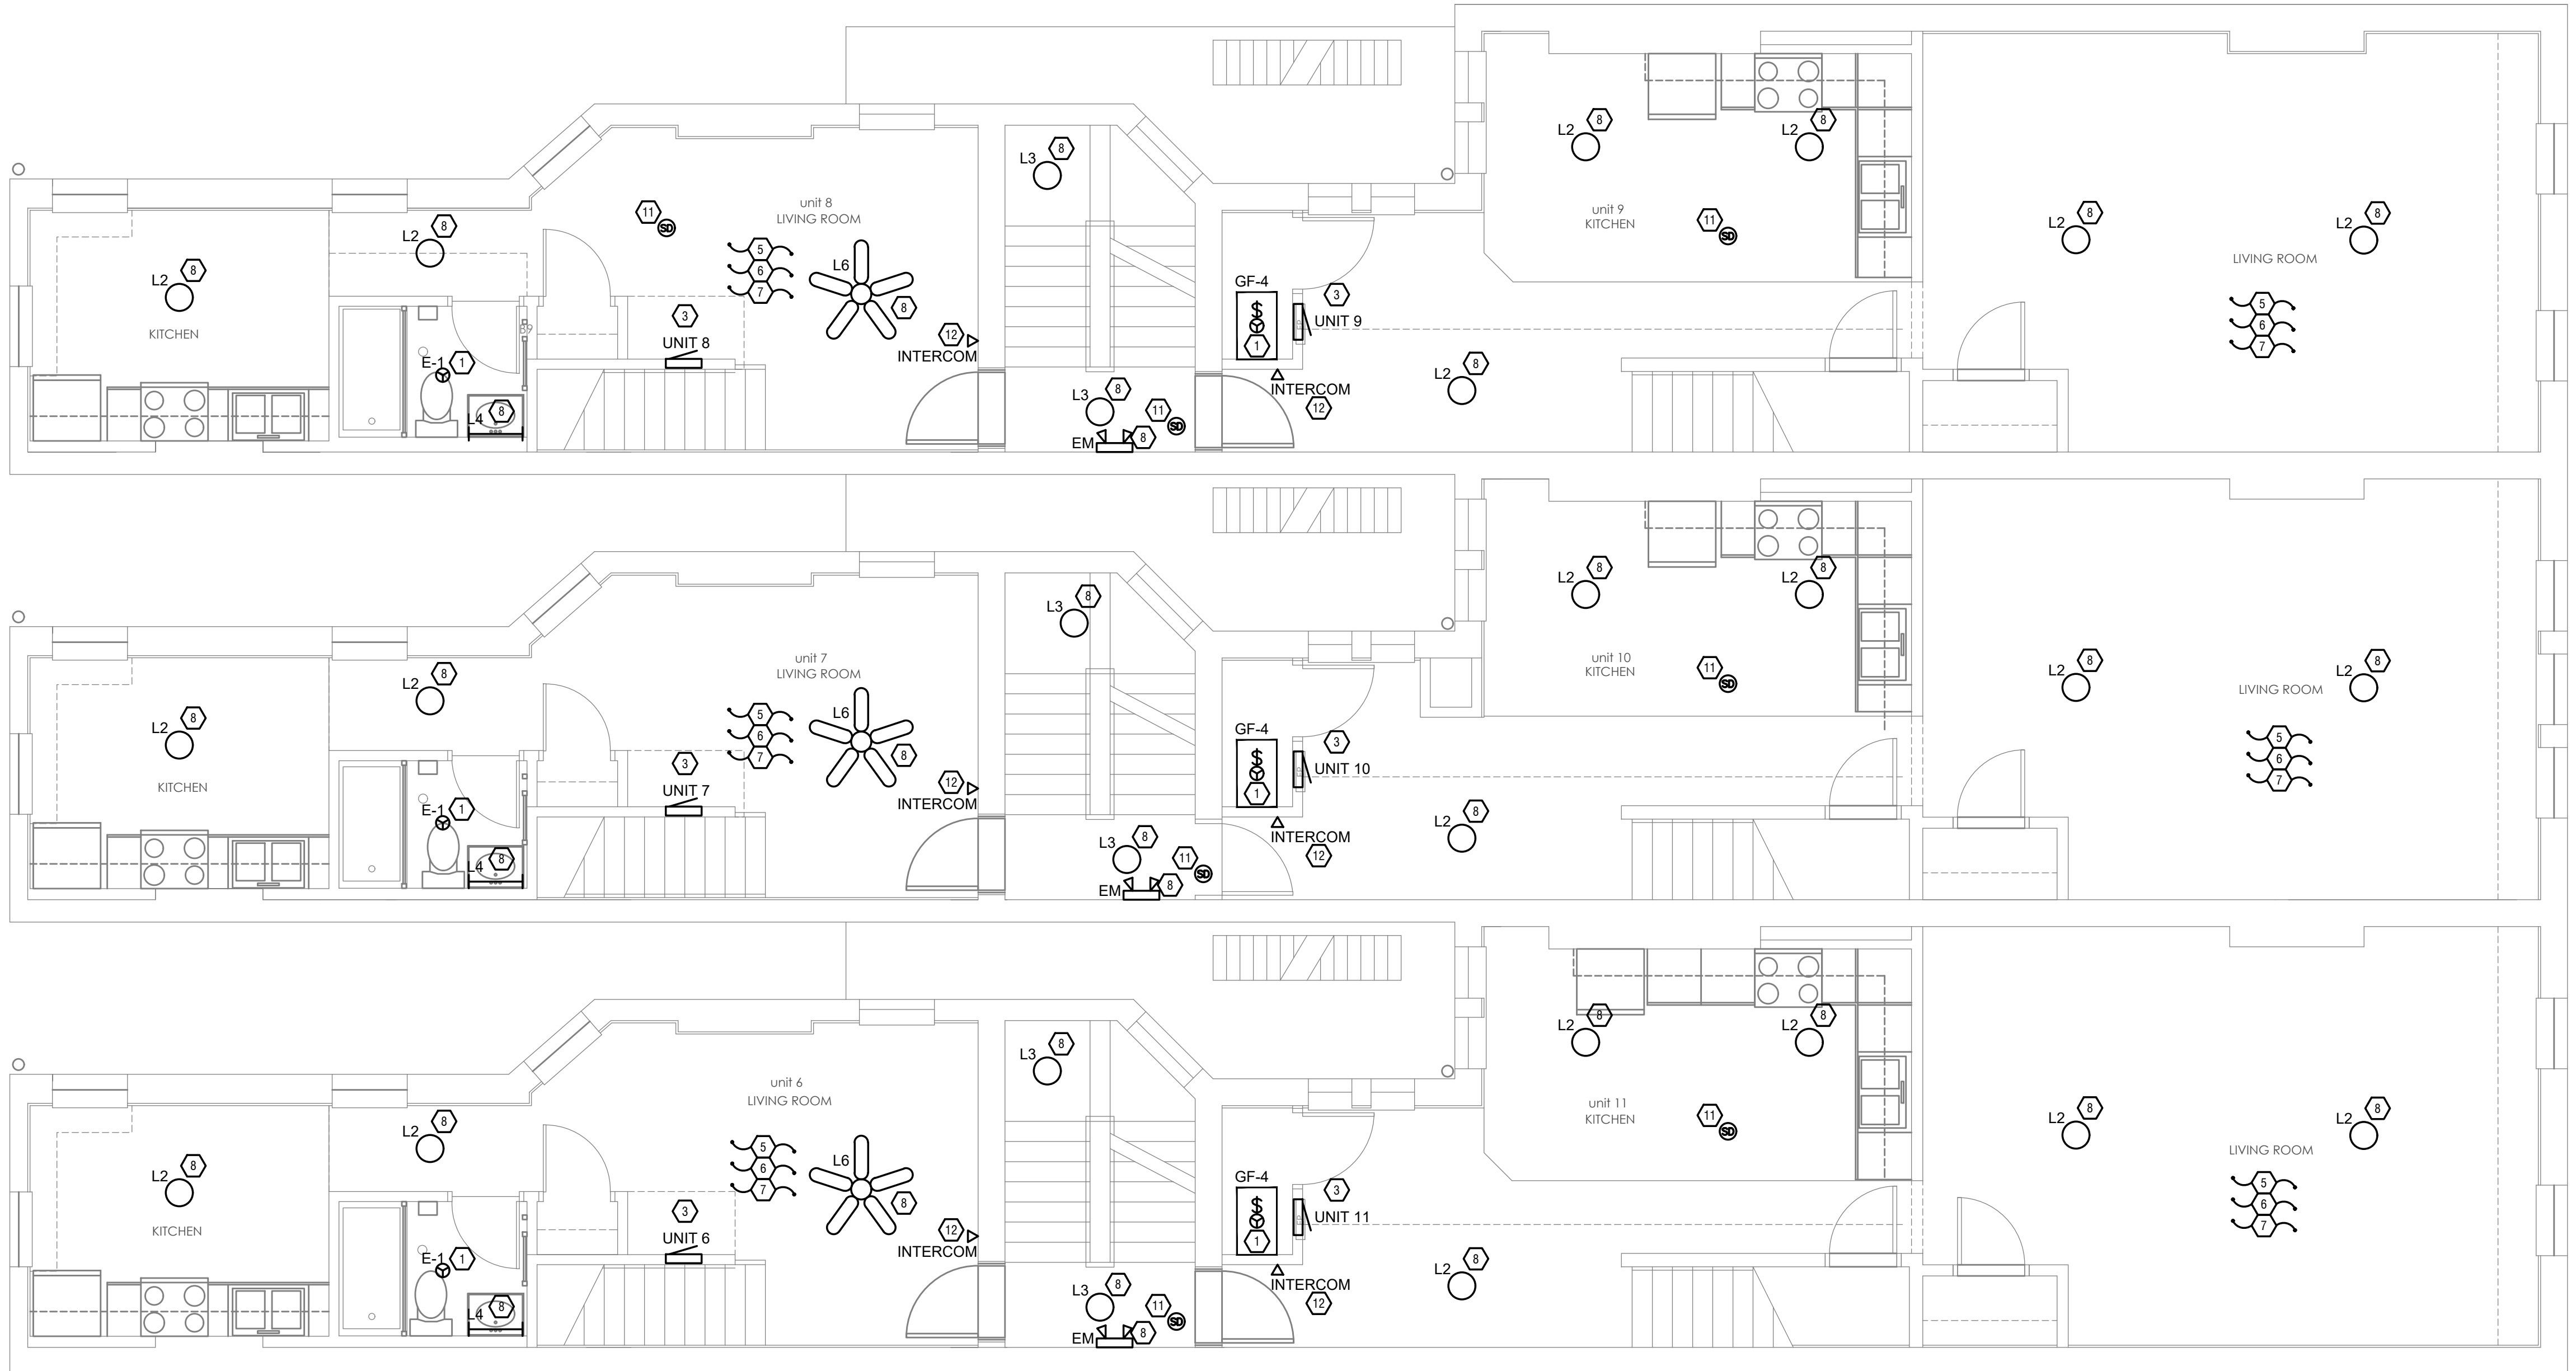 L2 8
L2 8
KITCHEN
E-1 1
L4 8
11 SD
unit 8
LIVING ROOM
5
6
7
L6
8
3
UNIT 8
12
INTERCOM
L3 8
L3 8
11 SD
EM 8
GF-4
$
1
3
UNIT 9
INTERCOM
12
L2 8
L2 8
L2 8
unit 9
KITCHEN
11 SD
L2 8
L2 8
LIVING ROOM
5
6
7
L2 8
L2 8
KITCHEN
E-1 1
L4 8
unit 7
LIVING ROOM
5
6
7
L6
8
3
UNIT 7
12
INTERCOM
L3 8
L3 8
11 SD
EM 8
GF-4
$
1
3
UNIT 10
INTERCOM
12
L2 8
L2 8
L2 8
unit 10
KITCHEN
11 SD
L2 8
L2 8
LIVING ROOM
5
6
7
L2 8
L2 8
KITCHEN
E-1 1
L4 8
unit 6
LIVING ROOM
5
6
7
L6
8
3
UNIT 6
12
INTERCOM
L3 8
L3 8
11 SD
EM 8
GF-4
$
1
3
UNIT 11
INTERCOM
12
L2 8
L2 8
L2 8
unit 11
KITCHEN
11 SD
L2 8
L2 8
LIVING ROOM
5
6
7